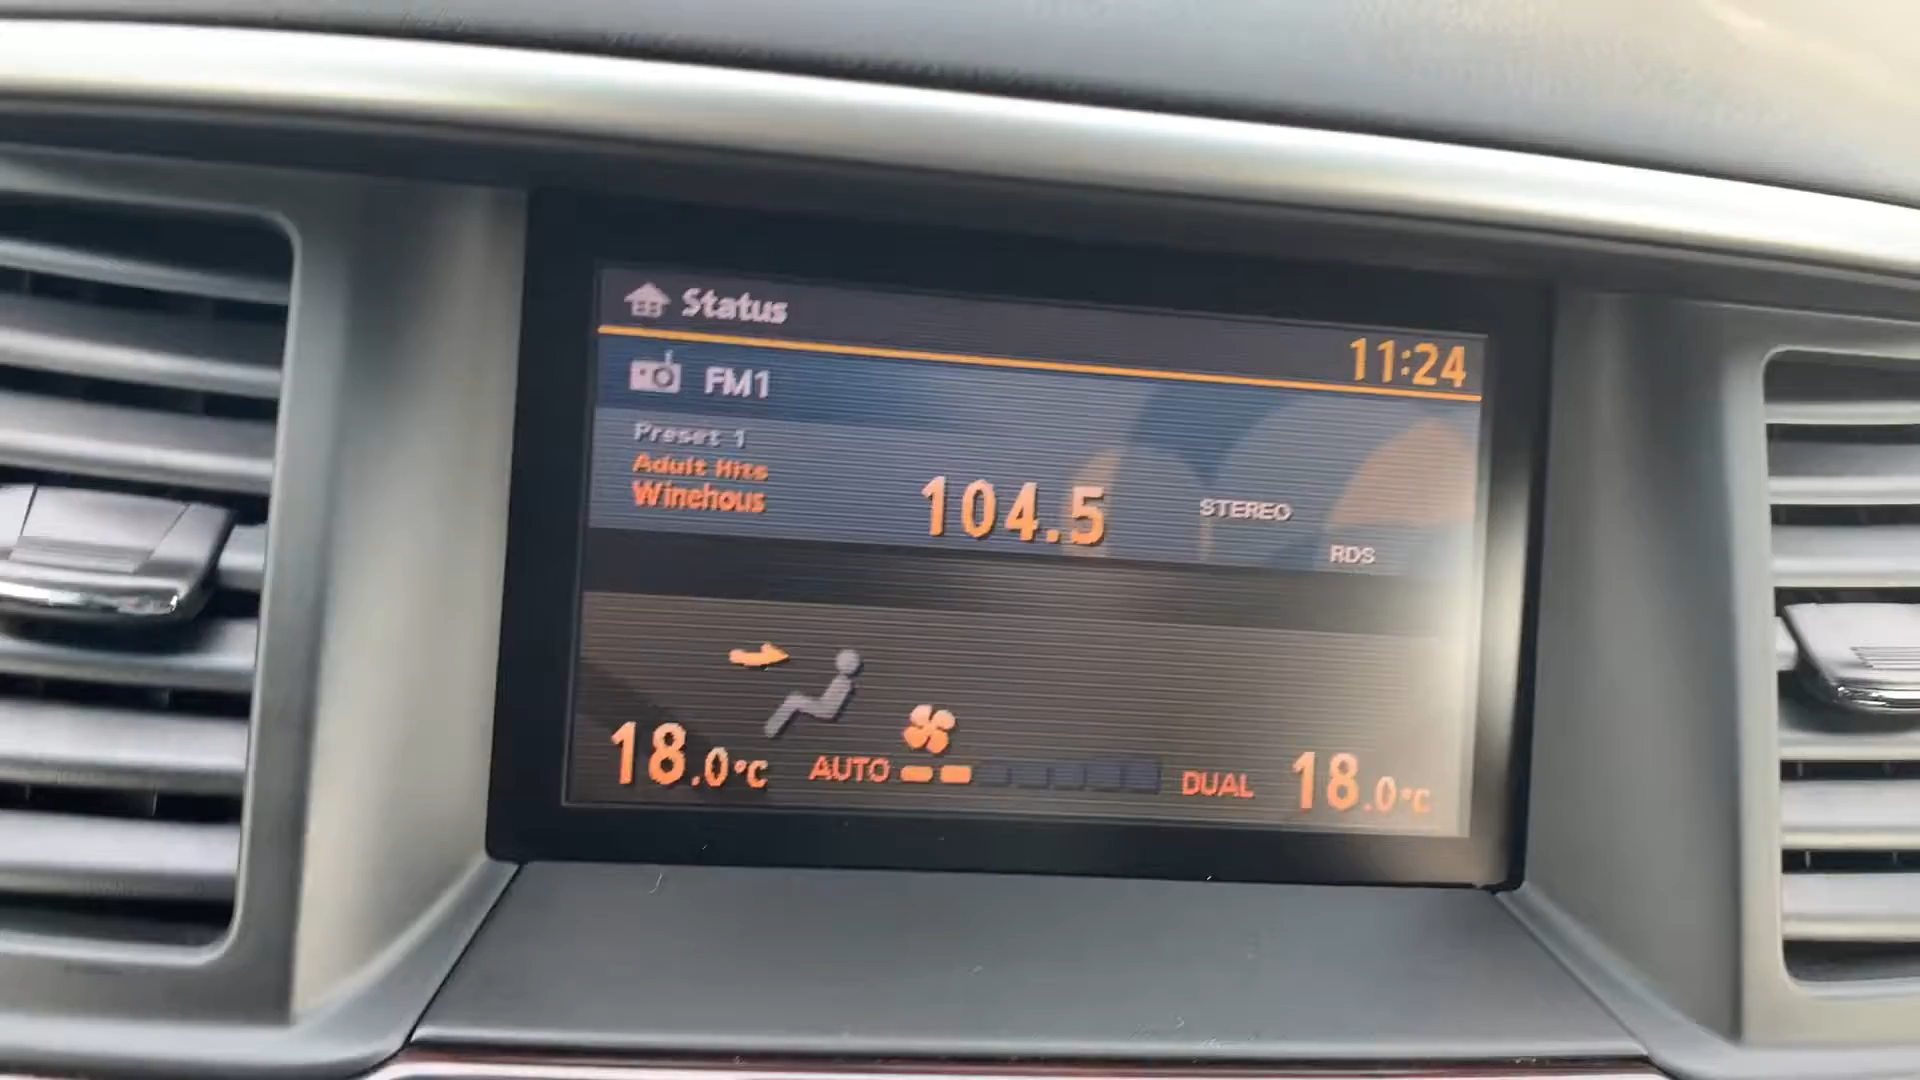 Status
11:24
FM1
Preset 1
Adult Hits
Winehous
104.5
STEREO
RDS
18.0°C
AUTO
DUAL
18.0°C